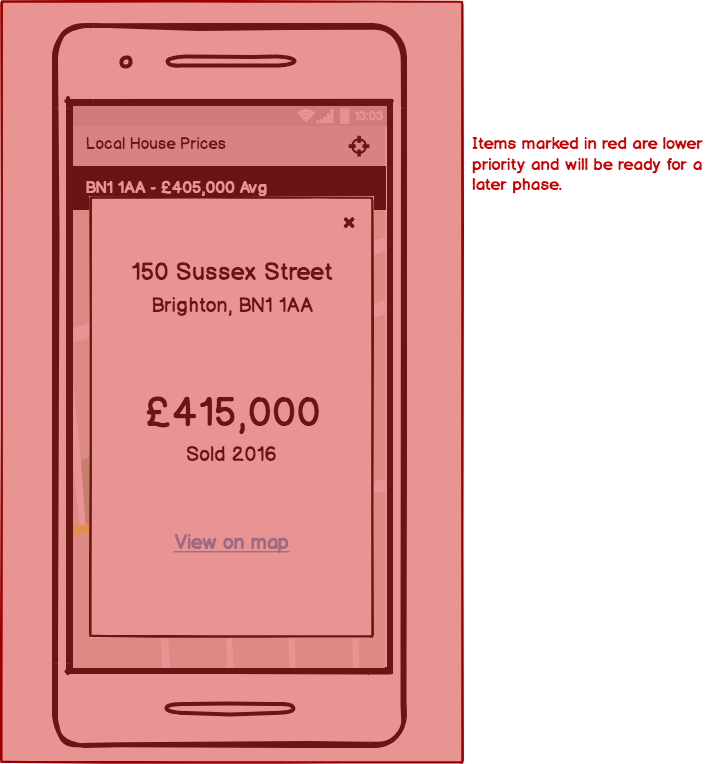 13:03
Local House Prices
Items marked in red are lower
priority and will be ready for a
later phase.
BN1 1AA - £405,000 Avg
150 Sussex Street
Brighton, BN1 1AA
£415,000
Sold 2016
View on map